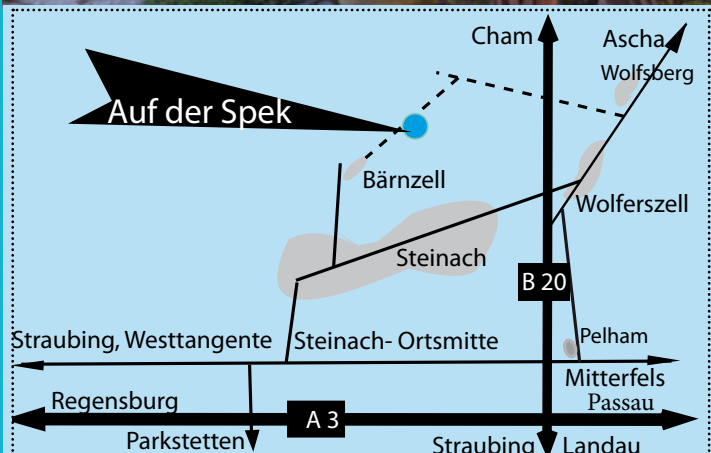 Cham
Ascha
Wolfsberg
Auf der Spek
Bärnzell
Wolferszell
Steinach
B 20
Straubing, Westtangente
Steinach- Ortsmitte
Pelham
Mitterfels
Regensburg
Passau
A 3
Parkstetten
Straubing
Landau